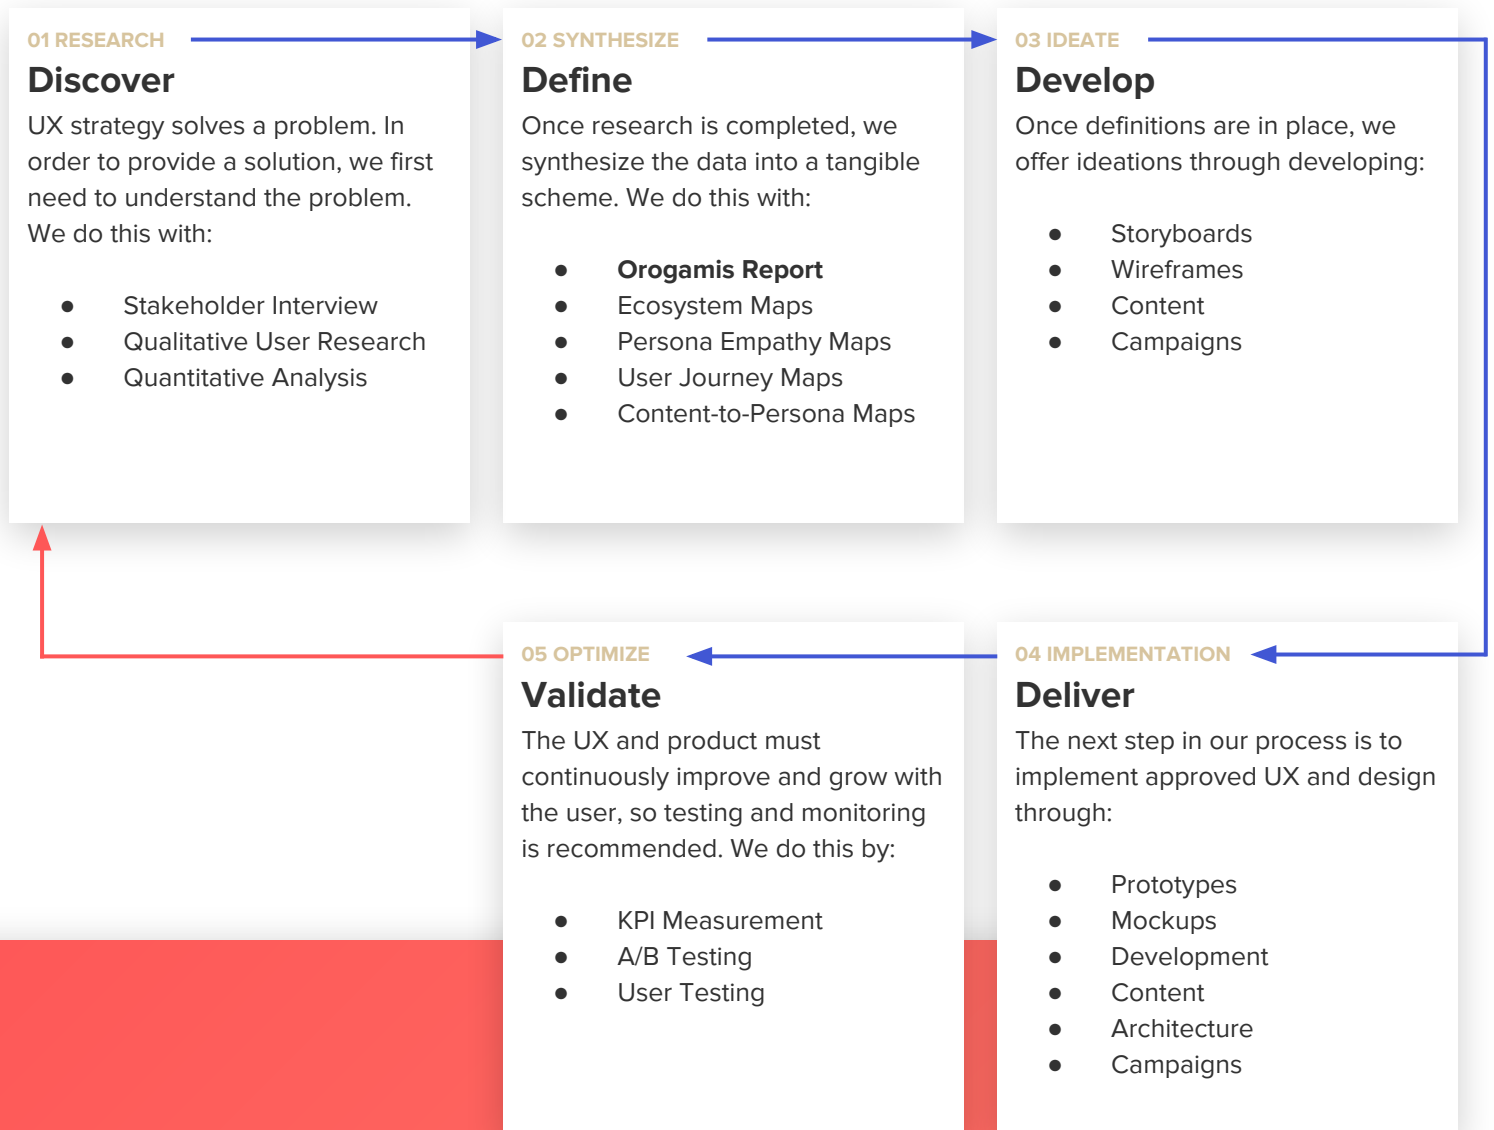 01 RESEARCH
Discover
UX strategy solves a problem. In
order to provide a solution, we first
need to understand the problem.
We do this with:
● Stakeholder Interview
● Qualitative User Research
● Quantitative Analysis
02 SYNTHESIZE
Define
Once research is completed, we
synthesize the data into a tangible
scheme. We do this with:
● Orogamis Report
● Ecosystem Maps
● Persona Empathy Maps
● User Journey Maps
● Content-to-Persona Maps
03 IDEATE
Develop
Once definitions are in place, we
offer ideations through developing:
● Storyboards
● Wireframes
● Content
● Campaigns
04 IMPLEMENTATION
Deliver
The next step in our process is to
implement approved UX and design
through:
● Prototypes
● Mockups
● Development
● Content
● Architecture
● Campaigns
05 OPTIMIZE
Validate
The UX and product must
continuously improve and grow with
the user, so testing and monitoring
is recommended. We do this by:
● KPI Measurement
● A/B Testing
● User Testing